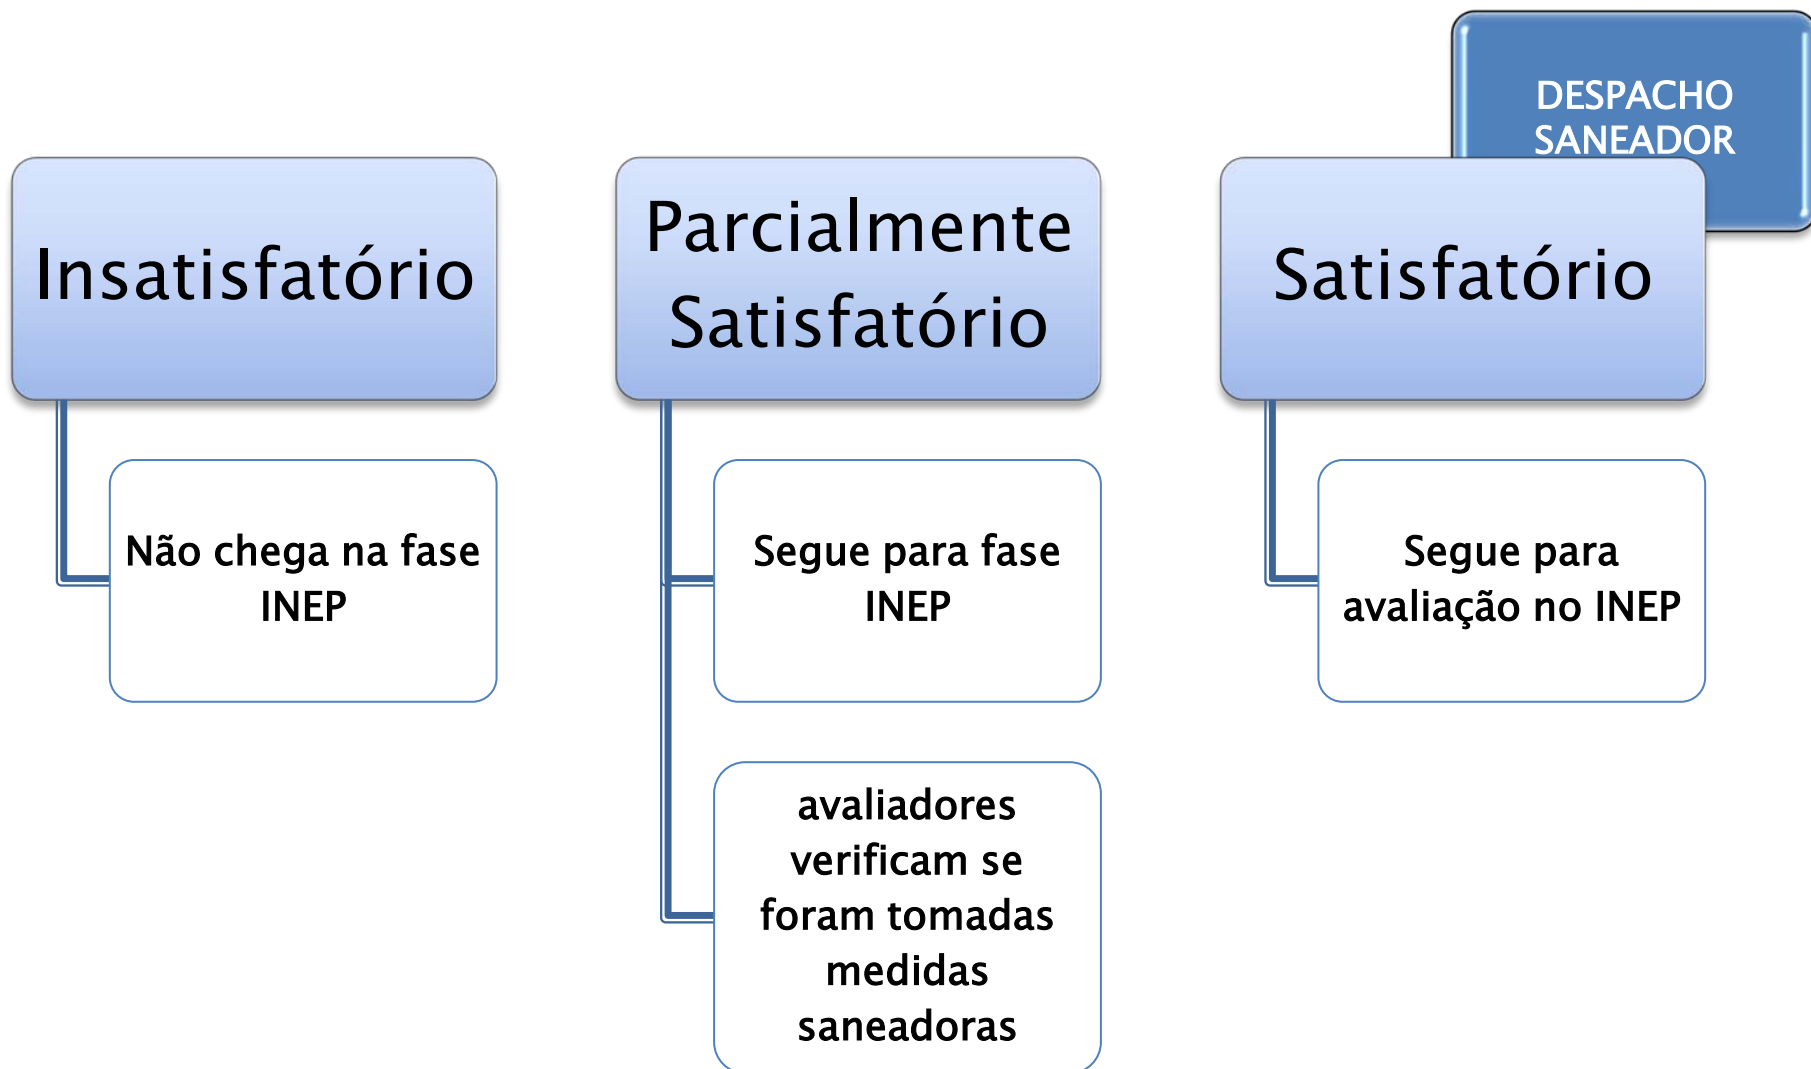 DESPACHO
SANEADOR
Insatisfatório
Não chega na fase
INEP
Parcialmente
Satisfatório
Segue para fase
INEP
avaliadores
verificam se
foram tomadas
medidas
saneadoras
Satisfatório
Segue para
avaliação no INEP